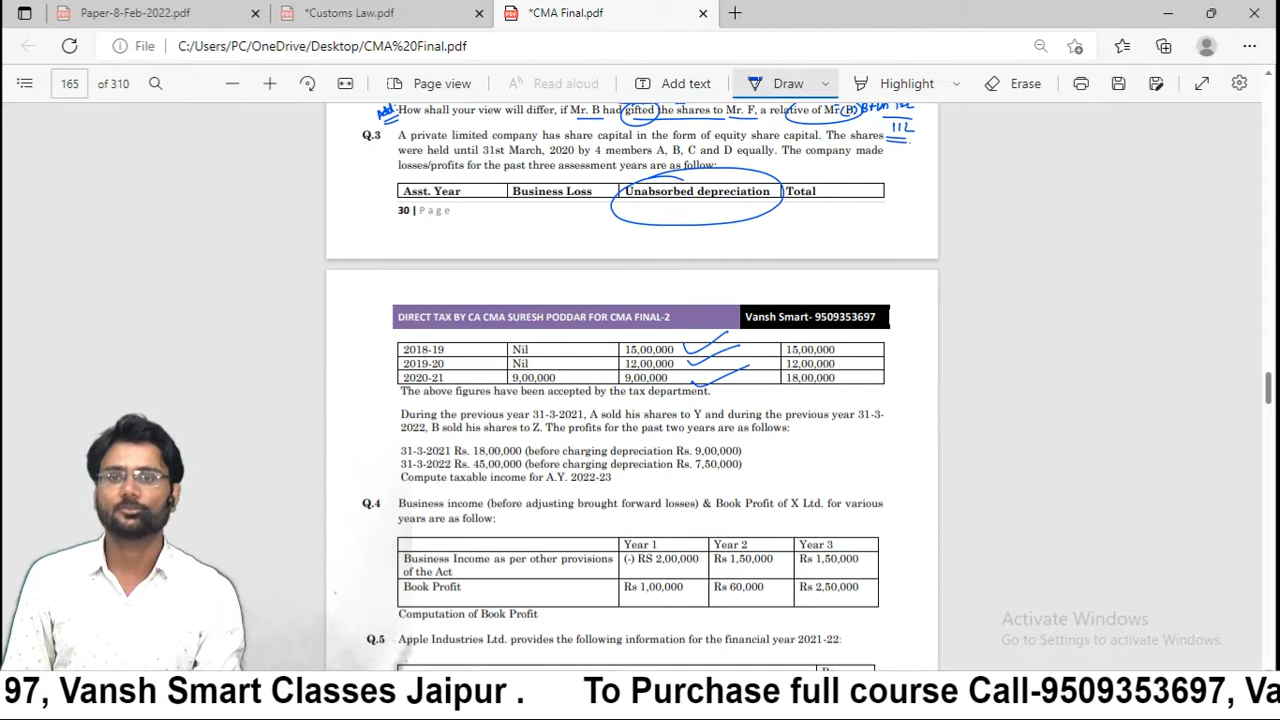 Paper-8-Feb-2022.pdf
*Customs Law.pdf
*CMA Final.pdf
File C:/Users/PC/OneDrive/Desktop/CMA%20Final.pdf
165 of 310 Page view Read aloud Add text Draw Highlight Erase
Add: How shall your view will differ, if Mr. B had gifted the shares to Mr. F, a relative of Mr. B)
112
Q.3 A private limited company has share capital in the form of equity share capital. The shares
were held until 31st March, 2020 by 4 members A, B, C and D equally. The company made
losses/profits for the past three assessment years are as follow:
Asst. Year Business Loss Unabsorbed depreciation Total
30 | P a g e
DIRECT TAX BY CA CMA SURESH PODDAR FOR CMA FINAL-2 Vansh Smart- 9509353697
2018-19 Nil 15,00,000 15,00,000
2019-20 Nil 12,00,000 12,00,000
2020-21 9,00,000 9,00,000 18,00,000
The above figures have been accepted by the tax department.
During the previous year 31-3-2021, A sold his shares to Y and during the previous year 31-3-
2022, B sold his shares to Z. The profits for the past two years are as follows:
31-3-2021 Rs. 18,00,000 (before charging depreciation Rs. 9,00,000)
31-3-2022 Rs. 45,00,000 (before charging depreciation Rs. 7,50,000)
Compute taxable income for A.Y. 2022-23
Q.4 Business income (before adjusting brought forward losses) & Book Profit of X Ltd. for various
years are as follow:
Year 1 Year 2 Year 3
Business Income as per other provisions (-) RS 2,00,000 Rs 1,50,000 Rs 1,50,000
of the Act
Book Profit Rs 1,00,000 Rs 60,000 Rs 2,50,000
Computation of Book Profit
Q.5 Apple Industries Ltd. provides the following information for the financial year 2021-22:
Activate Windows
Go to Settings to activate Windows.
97, Vansh Smart Classes Jaipur . To Purchase full course Call-9509353697, Va